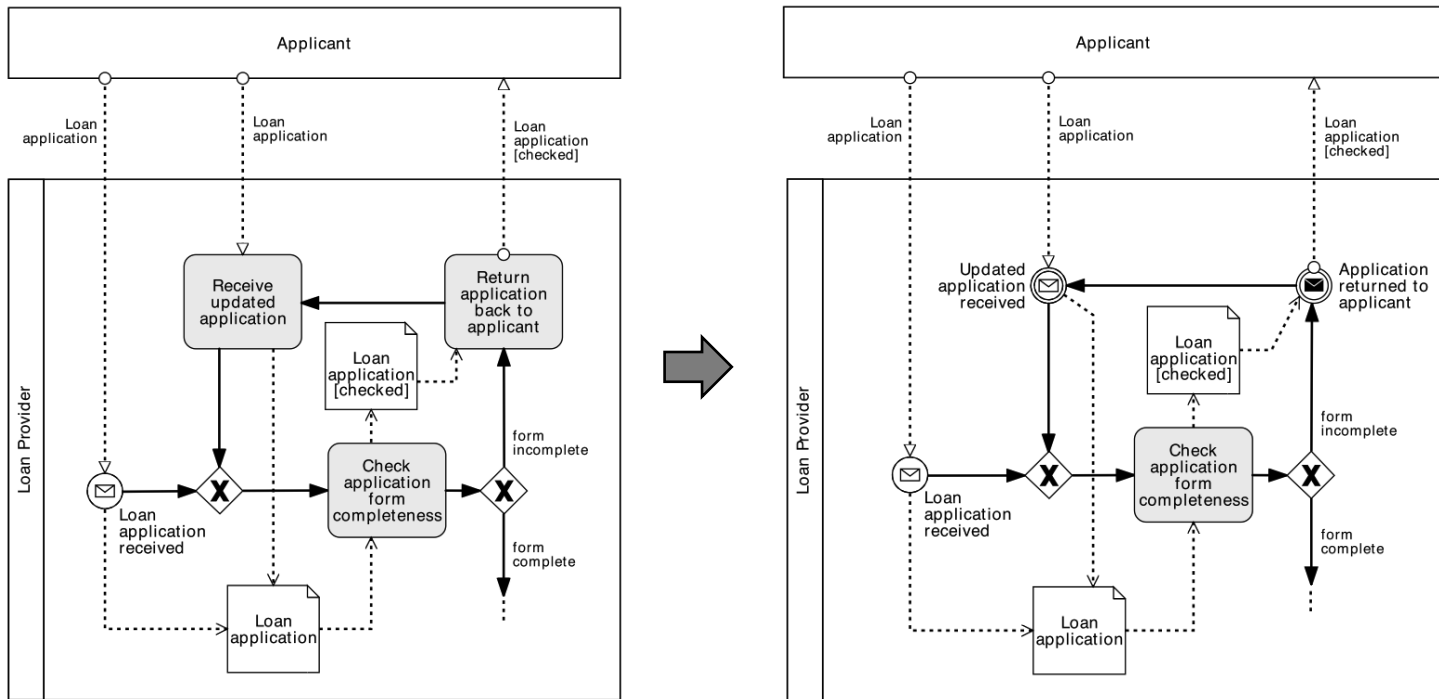 Applicant
Loan
application
Loan
application
Loan
application
[checked]
Loan Provider
Receive
updated
application
Return
application
back to
applicant
Loan
application
[checked]
form
incomplete
Check
application
form
completeness
X
X
Loan
application
received
form
complete
Loan
application
Applicant
Loan
application
Loan
application
Loan
application
[checked]
Loan Provider
Updated
application
received
Application
returned to
applicant
Loan
application
[checked]
form
incomplete
Check
application
form
completeness
X
X
Loan
application
received
form
complete
Loan
application